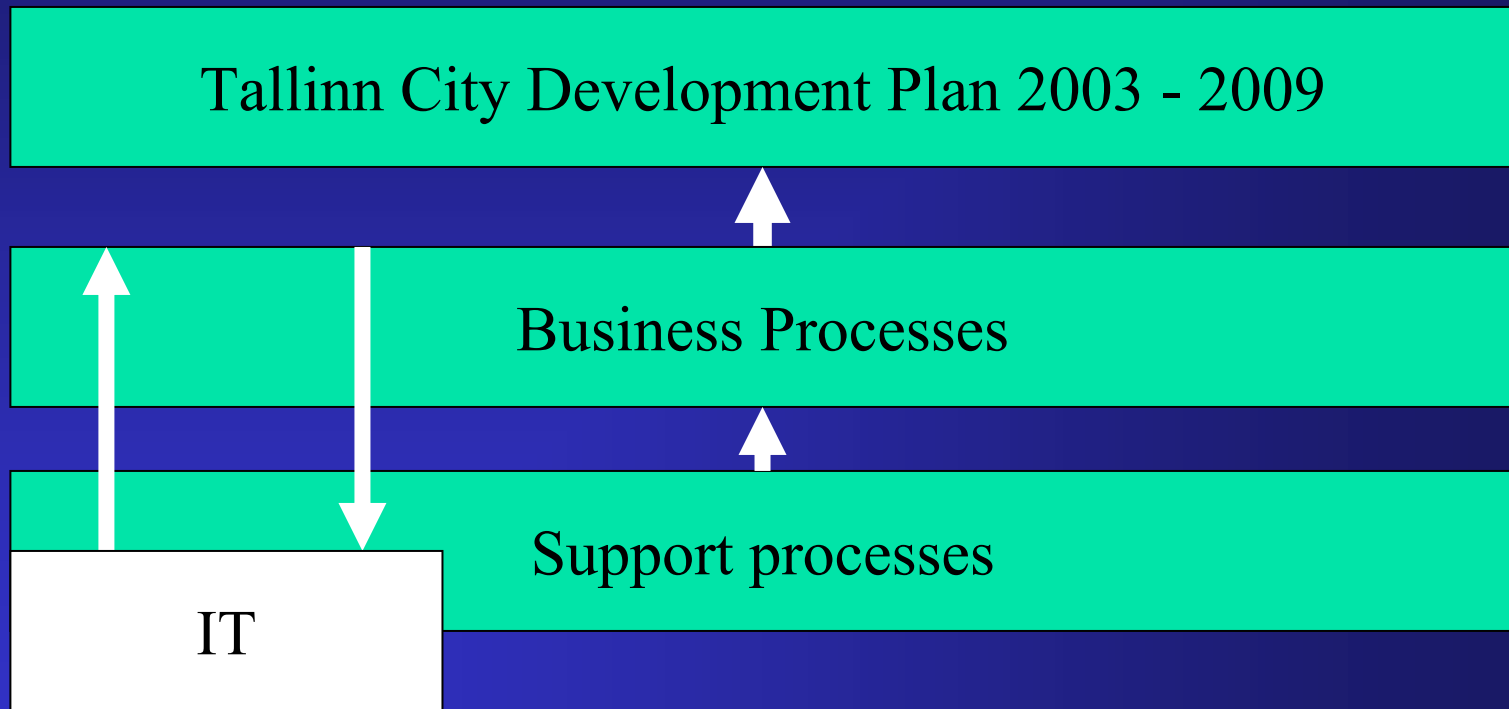 Tallinn City Development Plan 2003 - 2009
Business Processes
Support processes
IT